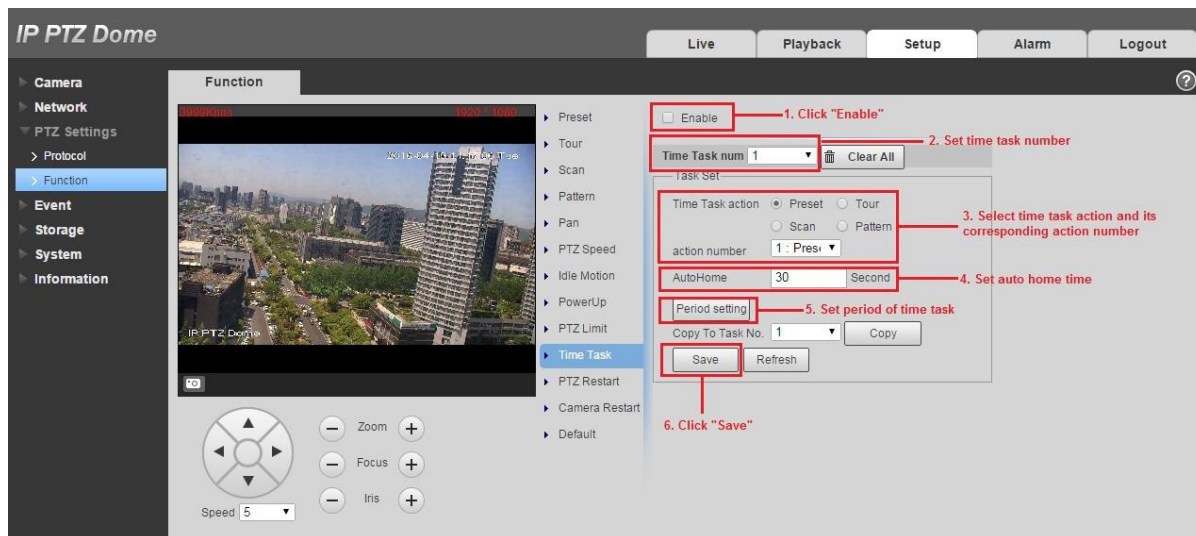 IP PTZ Dome
Live
Playback
Setup
Alarm
Logout
Camera
Network
PTZ Settings
Protocol
Function
Event
Storage
System
Information
Function
3999Kbps 1920 * 1080
IP PTZ Dome
Zoom
Focus
Iris
Speed 5
Preset
Tour
Scan
Pattern
Pan
PTZ Speed
Idle Motion
PowerUp
PTZ Limit
Time Task
PTZ Restart
Camera Restart
Default
Enable
1. Click "Enable"
2. Set time task number
Time Task num 1 Clear All
Task Set
Time Task action Preset Tour
Scan Pattern
3. Select time task action and its
corresponding action number
action number 1 : Pres
AutoHome 30 Second
4. Set auto home time
Period setting
5. Set period of time task
Copy To Task No. 1 Copy
Save Refresh
6. Click "Save"